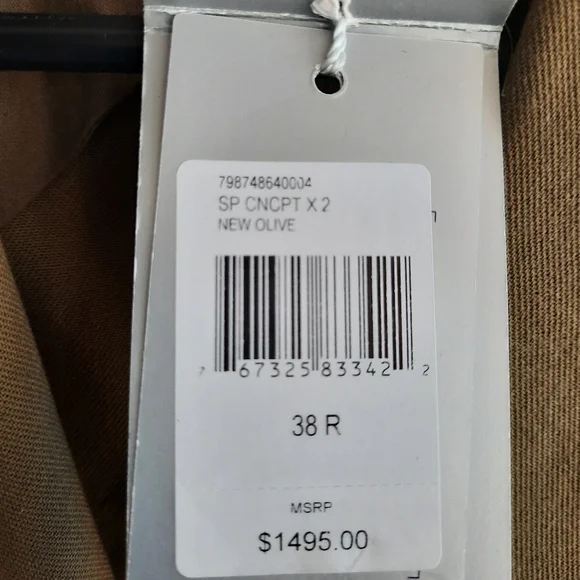 798748640004
SP CNCPT X 2
NEW OLIVE
7 67325 83342 2
38 R
MSRP
$1495.00